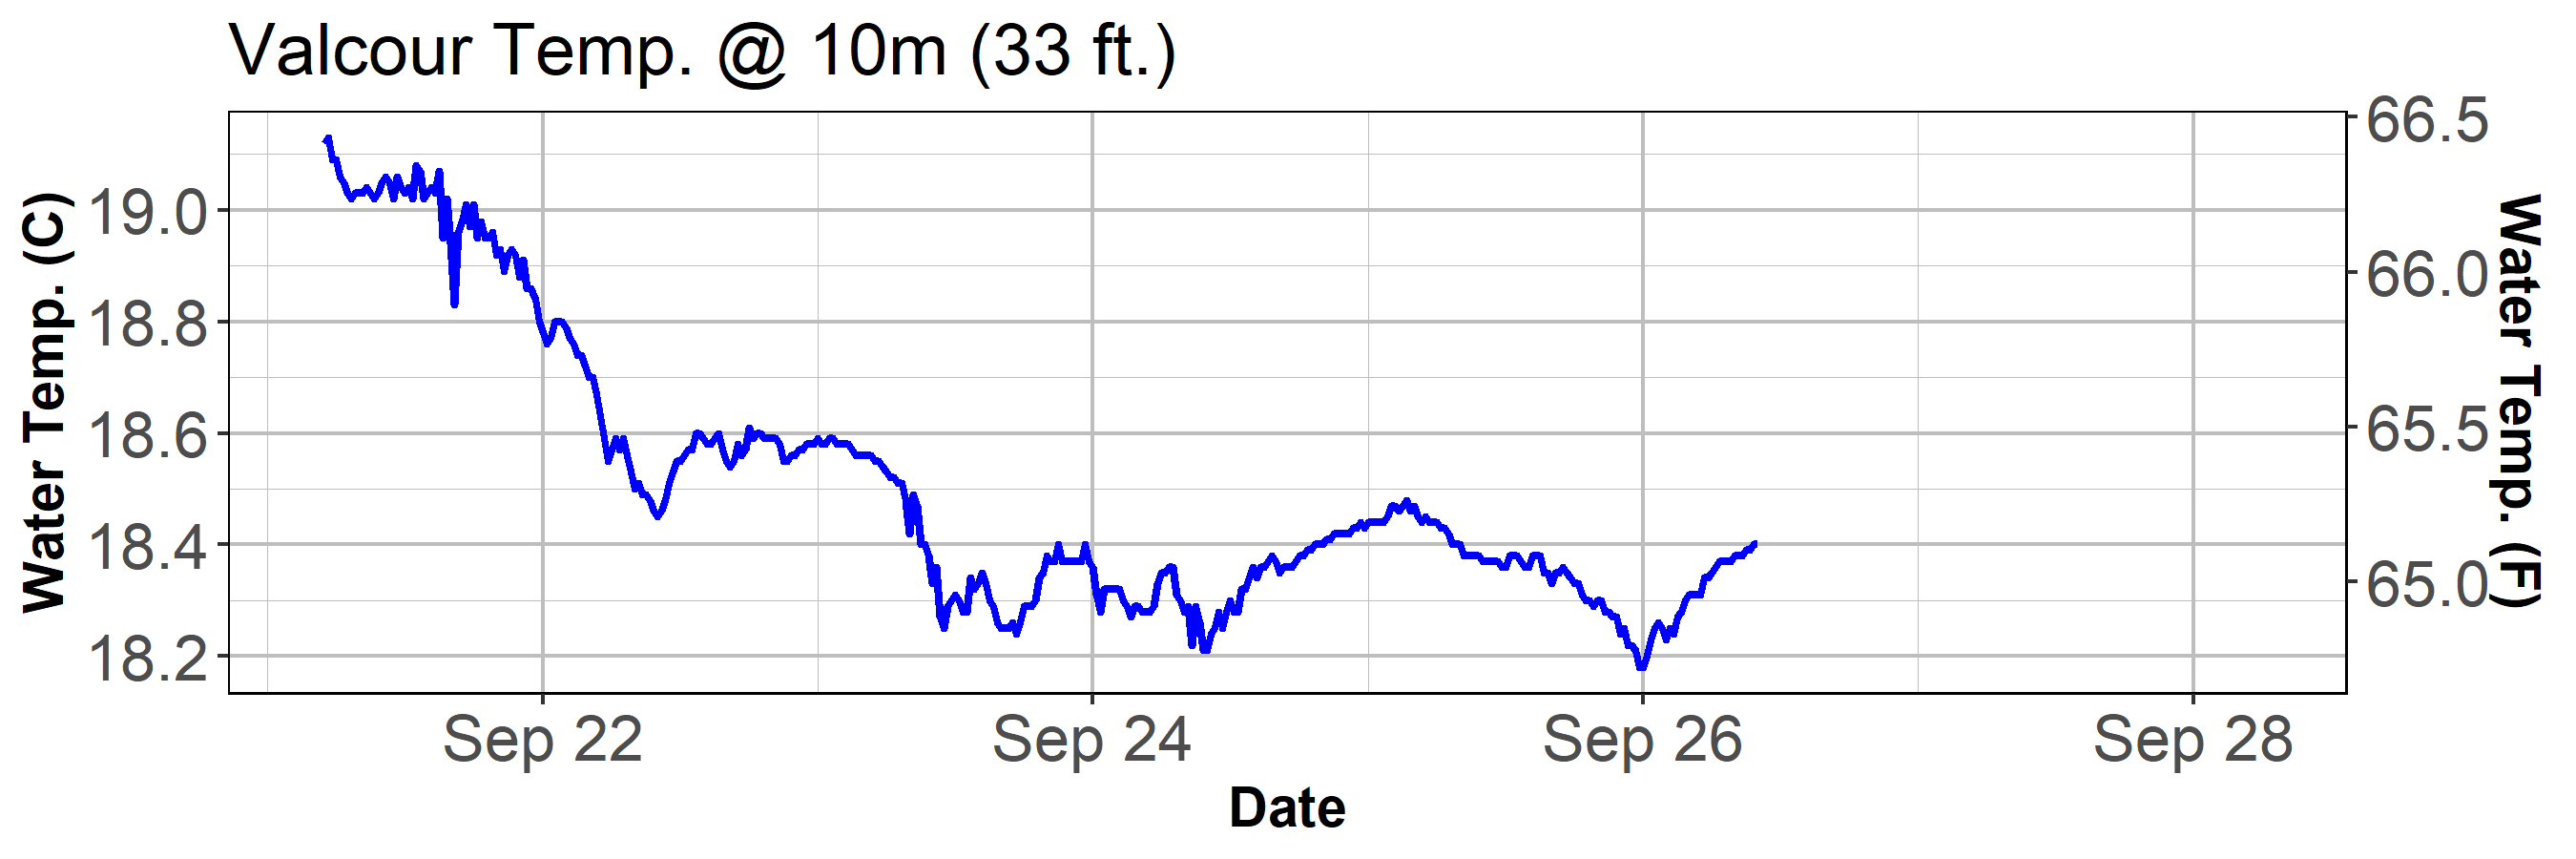 Valcour Temp. @ 10m (33 ft.)
Water Temp. (C)
19.0
18.8
18.6
18.4
18.2
66.5
66.0
65.5
65.0
Water Temp. (F)
Sep 22 Sep 24 Sep 26 Sep 28
Date